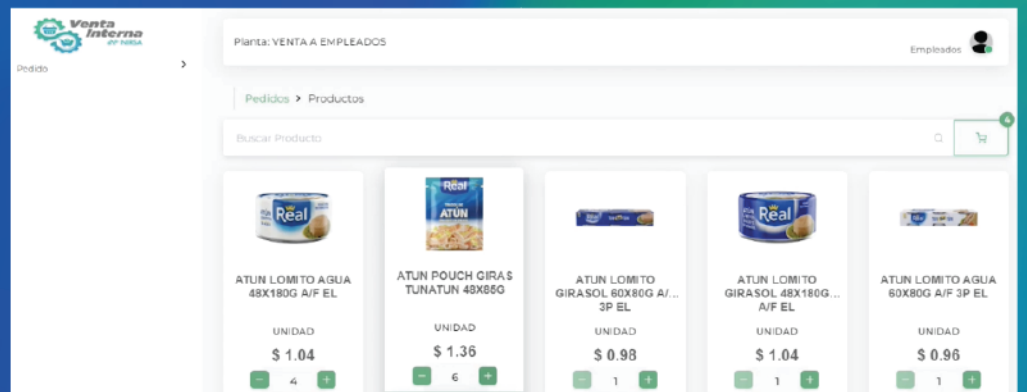 Venta
Interna
BY NIRSA
Planta: VENTA A EMPLEADOS
Empleados
Pedido
Pedidos > Productos
Buscar Producto
4
Real
Real
ATÚN
Real
ATUN LOMITO AGUA
48X180G A/F EL
UNIDAD
$ 1.04
4
ATUN POUCH GIRAS
TUNATUN 48X85G
UNIDAD
$ 1.36
6
ATUN LOMITO
GIRASOL 60X80G A/...
3P EL
UNIDAD
$ 0.98
1
ATUN LOMITO
GIRASOL 48X180G...
A/F EL
UNIDAD
$ 1.04
1
ATUN LOMITO AGUA
60X80G A/F 3P EL
UNIDAD
$ 0.96
1